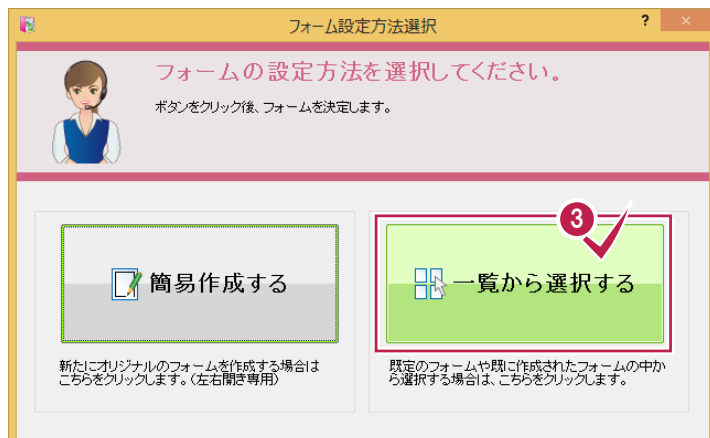 フォーム設定方法選択
? ×
フォームの設定方法を選択してください。
ボタンをクリック後、フォームを決定します。
3
簡易作成する
一覧から選択する
新たにオリジナルのフォームを作成する場合は
こちらをクリックします。(左右開き専用)
既定のフォームや既に作成されたフォームの中か
ら選択する場合は、こちらをクリックします。